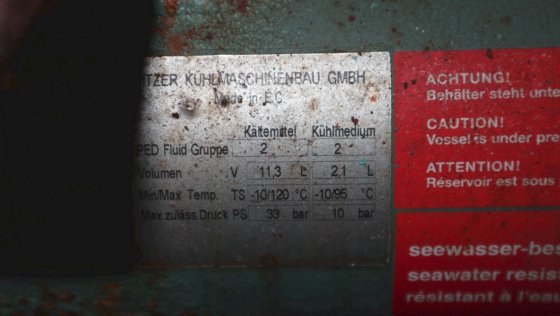 ITZER KÜHLMASCHINENBAU GMBH
Made in E C
Kältemittel Kühlmedium
PED Fluid Gruppe 2 2
Volumen V 11,3 L 2,1 L
Min/Max Temp. TS -10/120 °C -10/95 °C
Max zuläss.Druck PS 33 bar 10 bar
ACHTUNG!
Behälter steht unte
CAUTION!
Vessel is under pre
ATTENTION!
Réservoir est sous
seewasser-bes
seawater resis
résistant à l'eau